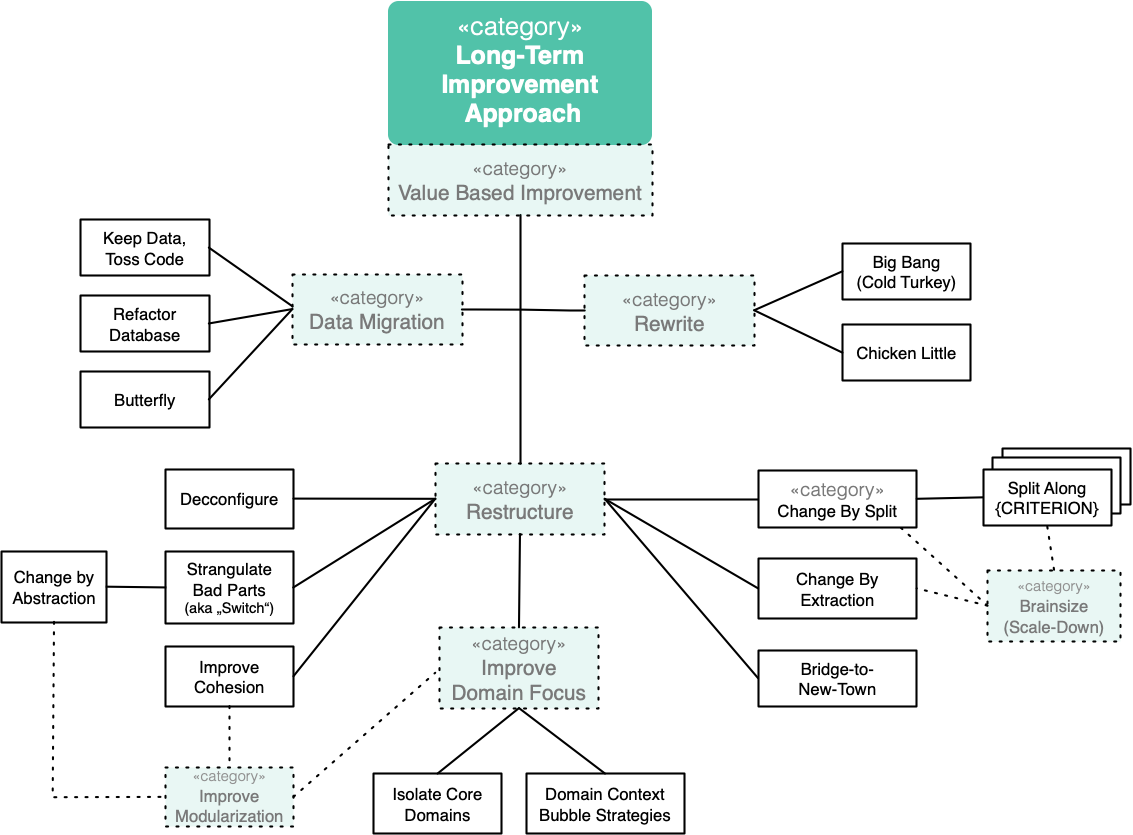 «category»
Long-Term
Improvement
Approach
«category»
Value Based Improvement
Keep Data,
Toss Code
Refactor
Database
Butterfly
«category»
Data Migration
«category»
Rewrite
Big Bang
(Cold Turkey)
Chicken Little
Decconfigure
Strangulate
Bad Parts
(aka „Switch“)
Change by
Abstraction
Improve
Cohesion
«category»
Improve
Modularization
«category»
Restructure
«category»
Improve
Domain Focus
Isolate Core
Domains
Domain Context
Bubble Strategies
«category»
Change By Split
Split Along
{CRITERION}
Change By
Extraction
«category»
Brainsize
(Scale-Down)
Bridge-to-
New-Town